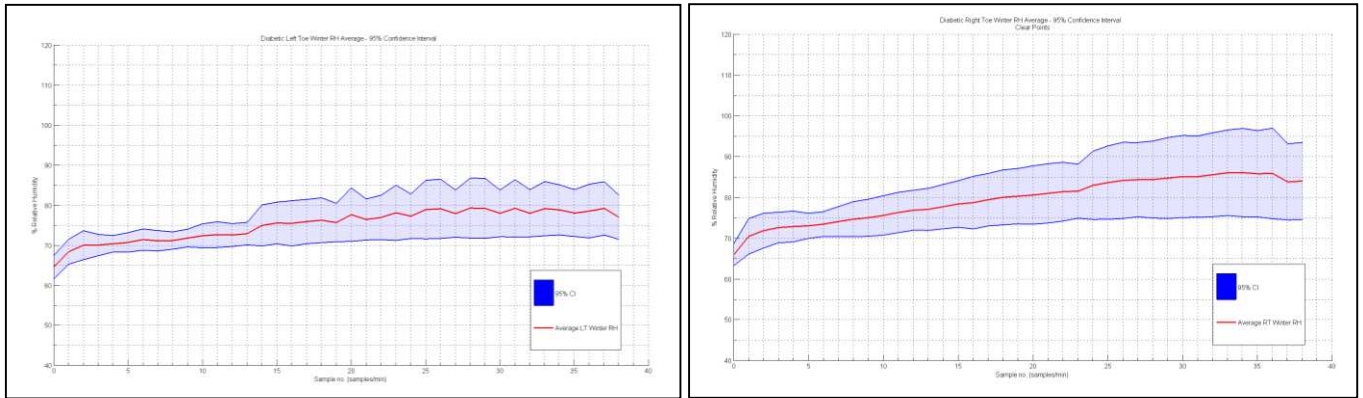 Diabetic Left Toe Winter RH Average - 95% Confidence Interval
120
110
100
90
80
70
60
50
40
% Relative Humidity
0 5 10 15 20 25 30 35 40
Sample no. (samples/min)
95% CI
Average LT Winter RH
Diabetic Right Toe Winter RH Average - 95% Confidence Interval
Clear Points
120
110
100
90
80
70
60
50
40
% Relative Humidity
0 5 10 15 20 25 30 35 40
Sample no. (samples/min)
95% CI
Average RT Winter RH